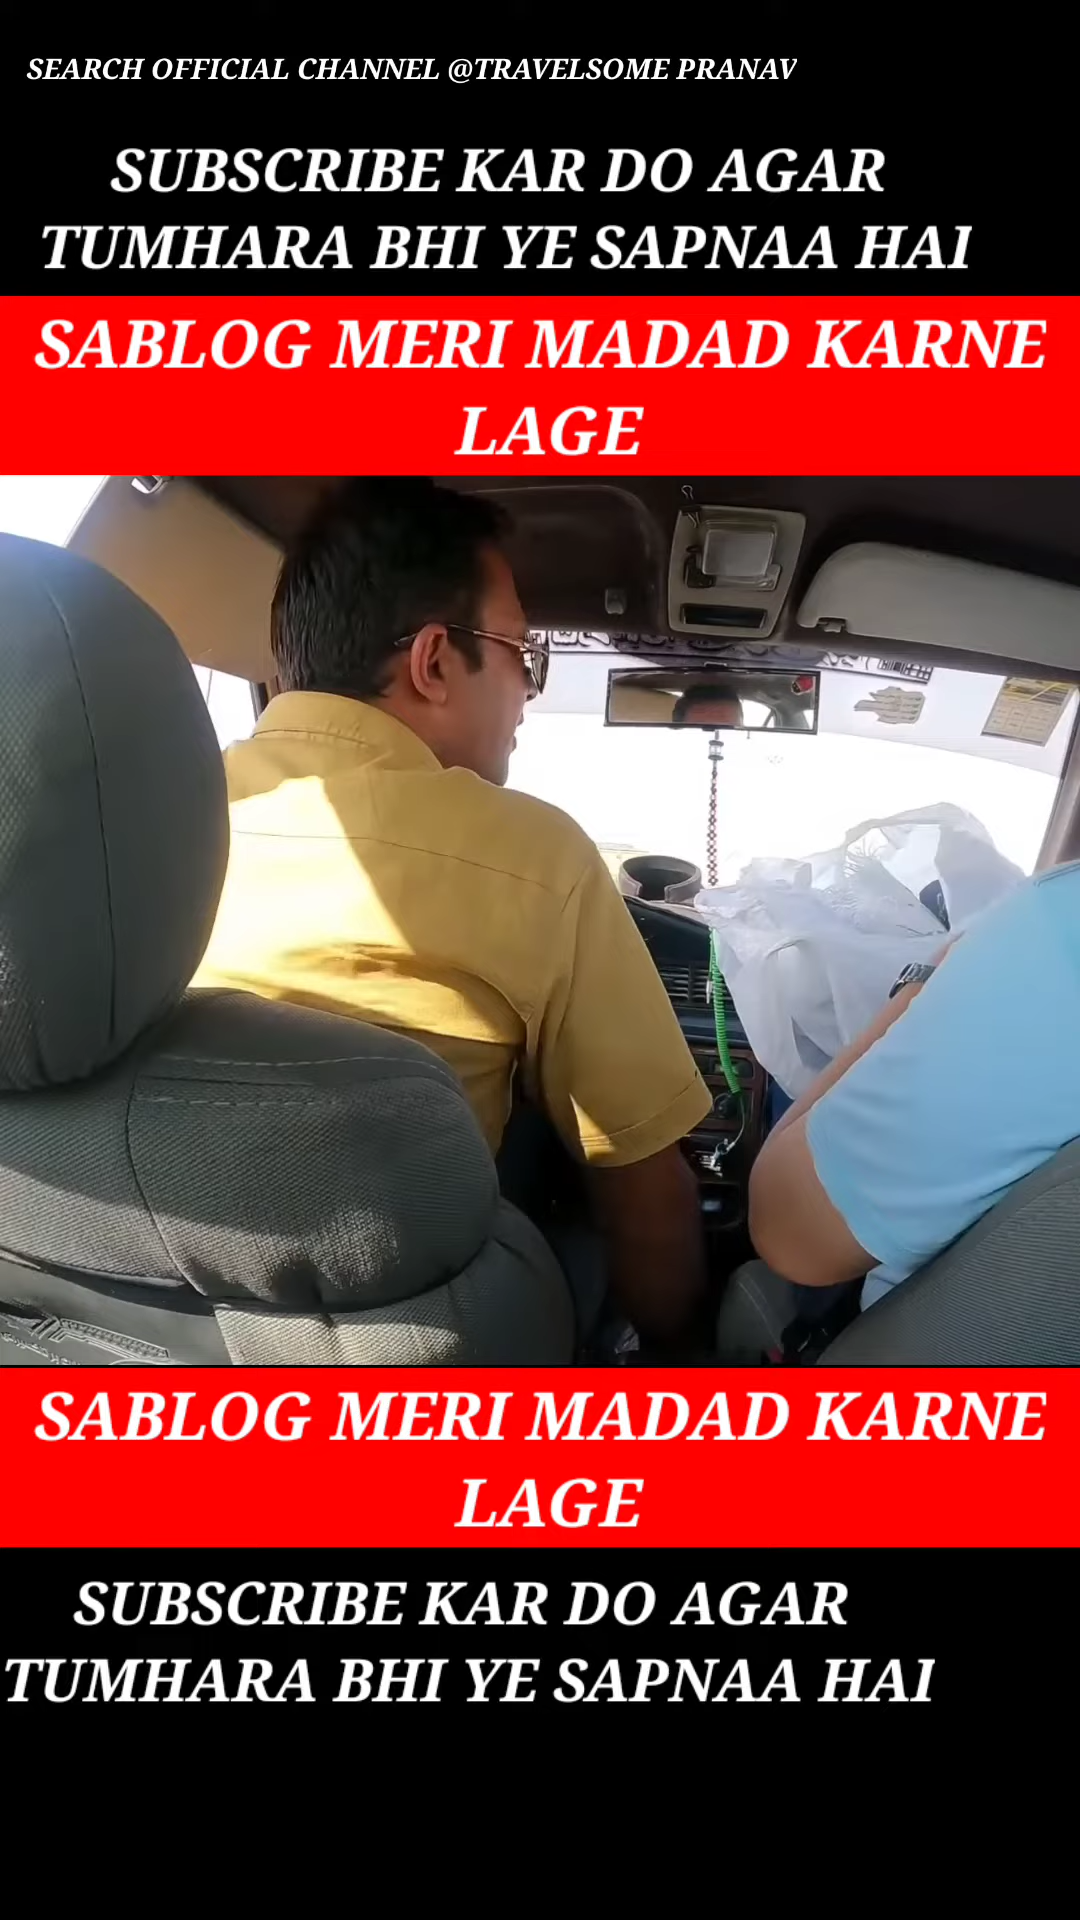 SEARCH OFFICIAL CHANNEL @TRAVELSOME PRANAV
SUBSCRIBE KAR DO AGAR
TUMHARA BHI YE SAPNAA HAI
SABLOG MERI MADAD KARNE
LAGE
SABLOG MERI MADAD KARNE
LAGE
SUBSCRIBE KAR DO AGAR
TUMHARA BHI YE SAPNAA HAI